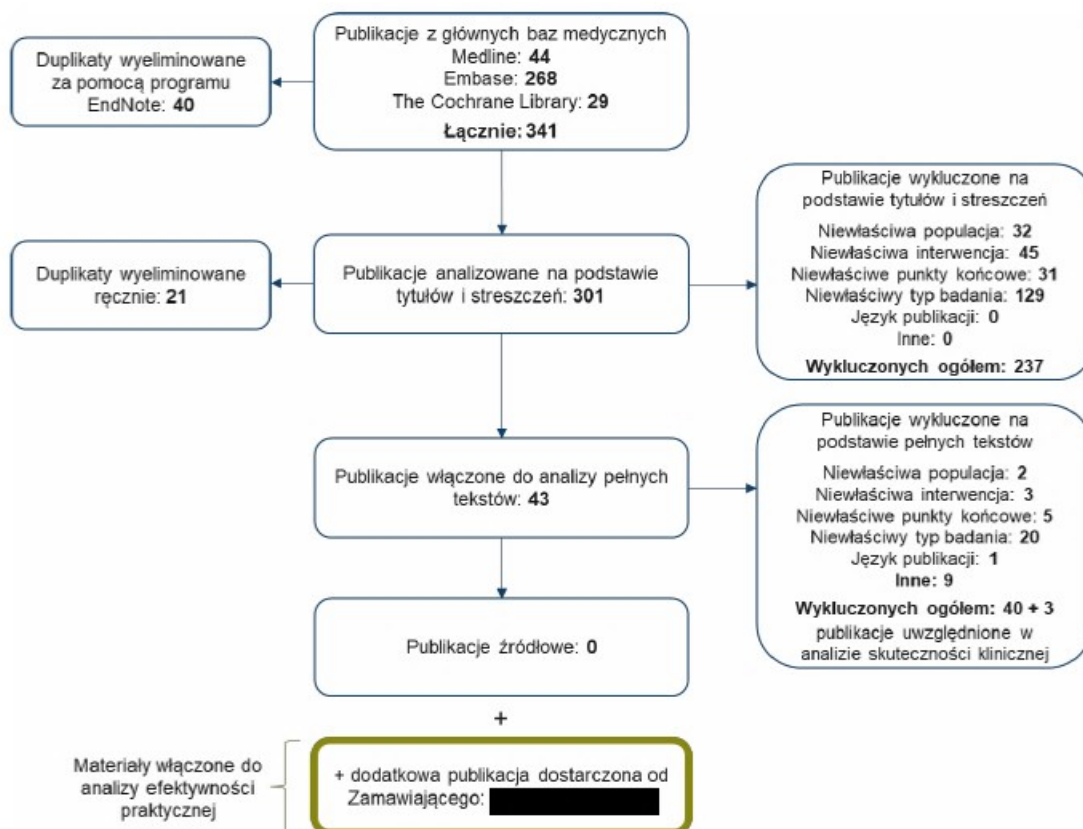 Publikacje z głównych baz medycznych
Medline: 44
Embase: 268
The Cochrane Library: 29
Łącznie: 341
Duplikaty wyeliminowane
za pomocą programu
EndNote: 40
Publikacje analizowane na podstawie
tytułów i streszczeń: 301
Duplikaty wyeliminowane
ręcznie: 21
Publikacje wykluczone na
podstawie tytułów i streszczeń
Niewłaściwa populacja: 32
Niewłaściwa interwencja: 45
Niewłaściwe punkty końcowe: 31
Niewłaściwy typ badania: 129
Język publikacji: 0
Inne: 0
Wykluczonych ogółem: 237
Publikacje włączone do analizy pełnych
tekstów: 43
Publikacje wykluczone na
podstawie pełnych tekstów
Niewłaściwa populacja: 2
Niewłaściwa interwencja: 3
Niewłaściwe punkty końcowe: 5
Niewłaściwy typ badania: 20
Język publikacji: 1
Inne: 9
Wykluczonych ogółem: 40 + 3
publikacje uwzględnione w
analizie skuteczności klinicznej
Publikacje źródłowe: 0
+
Materiały włączone do
analizy efektywności
praktycznej
+ dodatkowa publikacja dostarczona od
Zamawiającego: